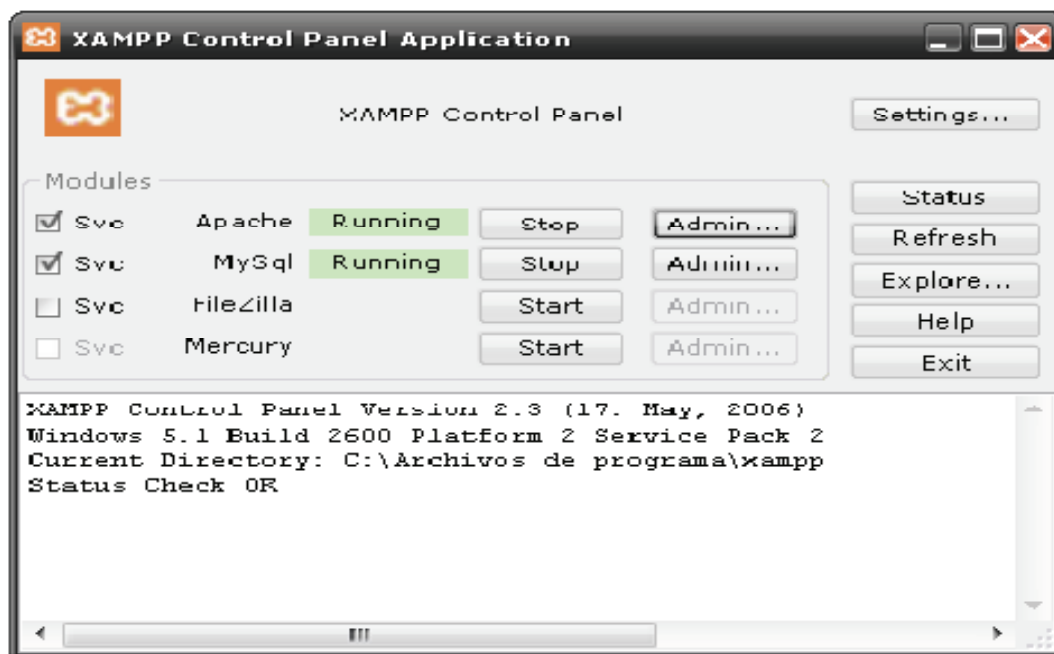 XAMPP Control Panel Application
XAMPP Control Panel
Settings...
Modules
Svc Apache Running Stop Admin...
Svc MySql Running Stop Admin...
Svc FileZilla Start Admin...
Svc Mercury Start Admin...
Status
Refresh
Explore...
Help
Exit
XAMPP Control Panel Version 2.3 (17. May, 2006)
Windows 5.1 Build 2600 Platform 2 Service Pack 2
Current Directory: C:\Archivos de programa\xampp
Status Check OK